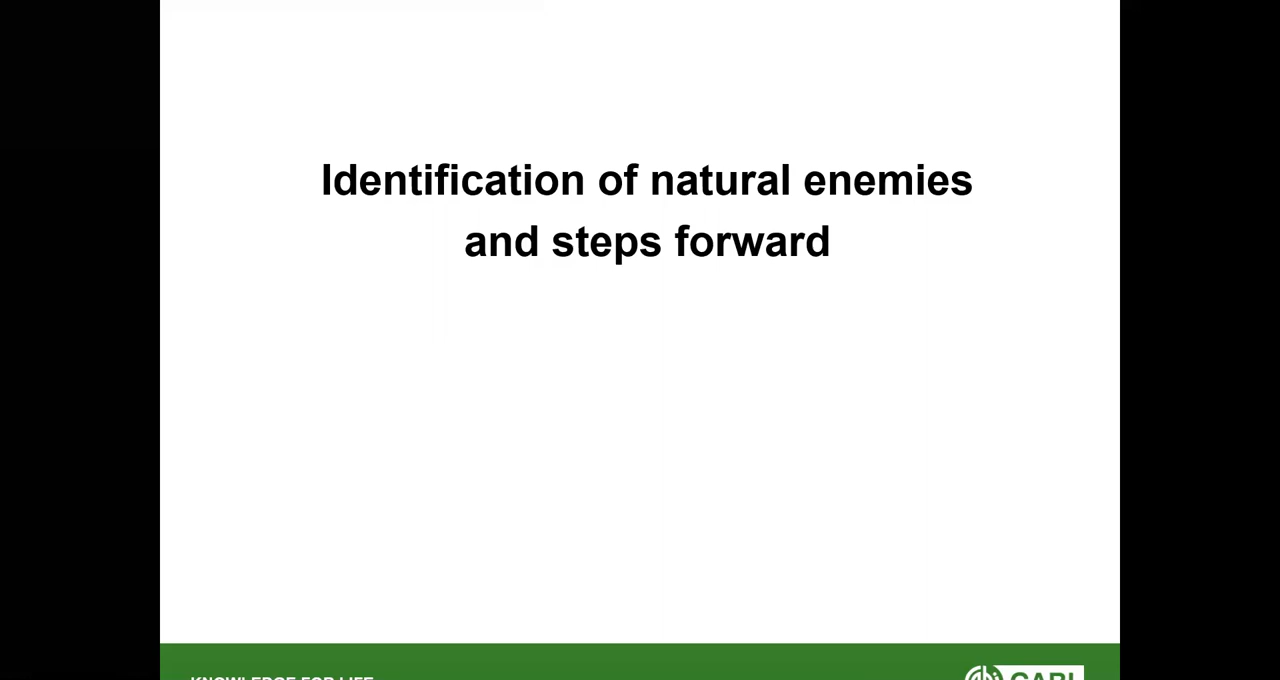 Identification of natural enemies
and steps forward
KNOWLEDGE FOR LIFE
CABI